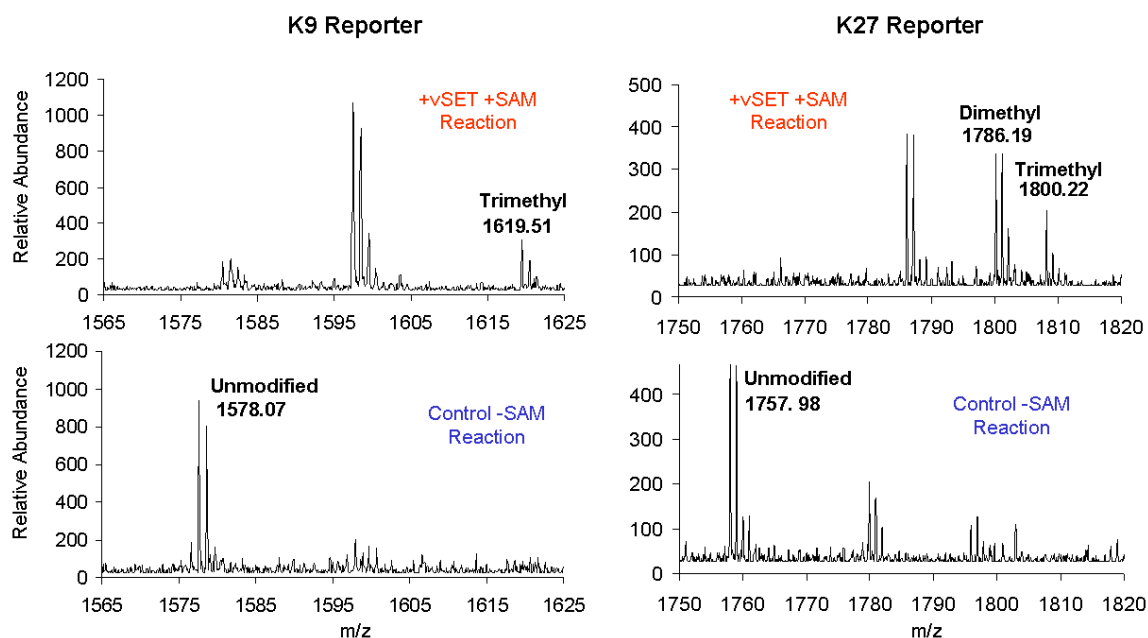 K9 Reporter
K27 Reporter
Relative Abundance
1200
1000
800
600
400
200
0
+vSET +SAM
Reaction
Trimethyl
1619.51
1565 1575 1585 1595 1605 1615 1625
500
400
300
200
100
0
+vSET +SAM
Reaction
Dimethyl
1786.19
Trimethyl
1800.22
1750 1760 1770 1780 1790 1800 1810 1820
Relative Abundance
1200
1000
800
600
400
200
0
Unmodified
1578.07
Control -SAM
Reaction
1565 1575 1585 1595 1605 1615 1625
m/z
400
300
200
100
0
Unmodified
1757. 98
Control -SAM
Reaction
1750 1760 1770 1780 1790 1800 1810 1820
m/z